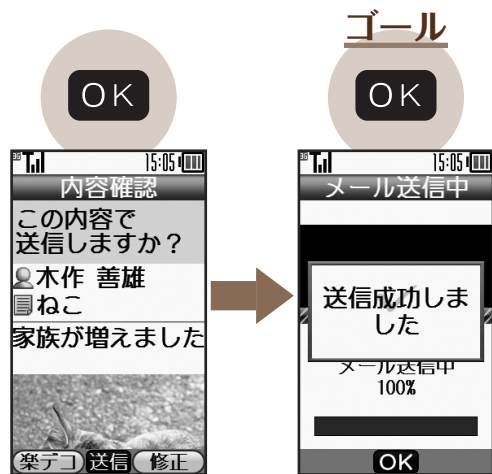 ゴール
OK
OK
3G 15:05
内容確認
この内容で
送信しますか？
木作 善雄
ねこ
家族が増えました
楽デコ 送信 修正
3G 15:05
メール送信中
送信成功しま
した
メール送信中
100%
OK